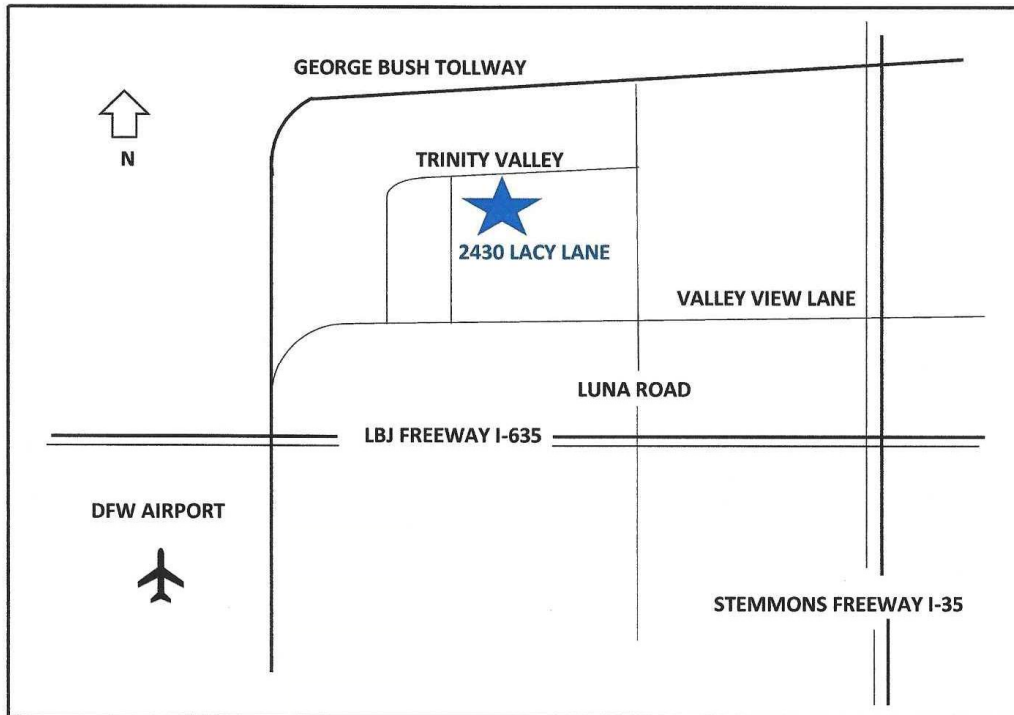 GEORGE BUSH TOLLWAY
N
TRINITY VALLEY
2430 LACY LANE
VALLEY VIEW LANE
LUNA ROAD
LBJ FREEWAY I-635
DFW AIRPORT
STEMMONS FREEWAY I-35